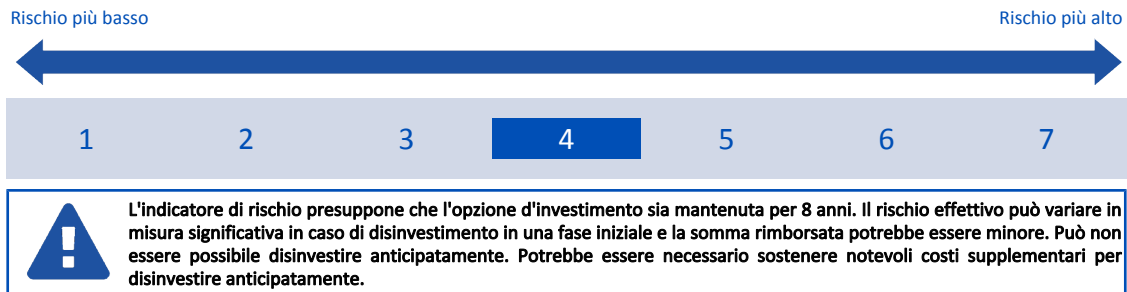 Rischio più basso Rischio più alto
1 2 3 4 5 6 7
L'indicatore di rischio presuppone che l'opzione d'investimento sia mantenuta per 8 anni. Il rischio effettivo può variare in
misura significativa in caso di disinvestimento in una fase iniziale e la somma rimborsata potrebbe essere minore. Può non
essere possibile disinvestire anticipatamente. Potrebbe essere necessario sostenere notevoli costi supplementari per
disinvestire anticipatamente.